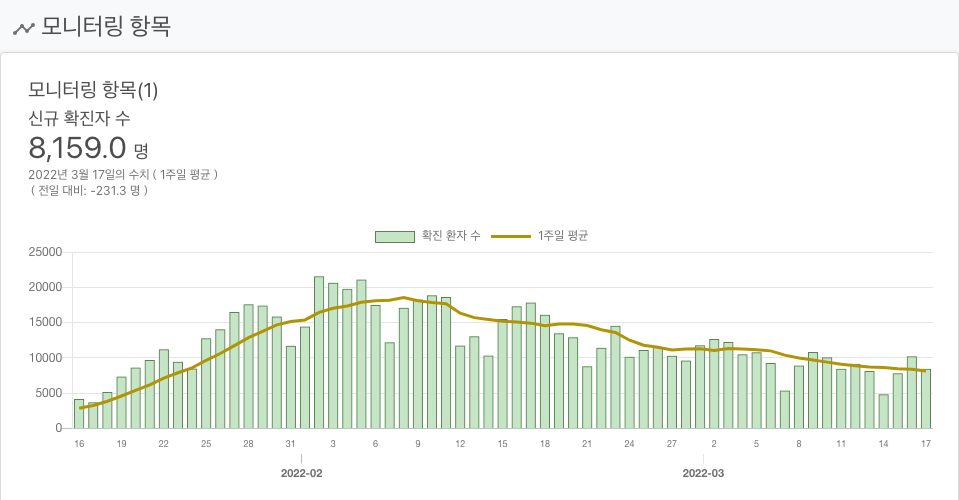 모니터링 항목
모니터링 항목(1)
신규 확진자 수
8,159.0 명
2022년 3월 17일의 수치 ( 1주일 평균 )
( 전일 대비: -231.3 명 )
확진 환자 수 1주일 평균
25000
20000
15000
10000
5000
0
16 19 22 25 28 31 3 6 9 12 15 18 21 24 27 2 5 8 11 14 17
2022-02 2022-03